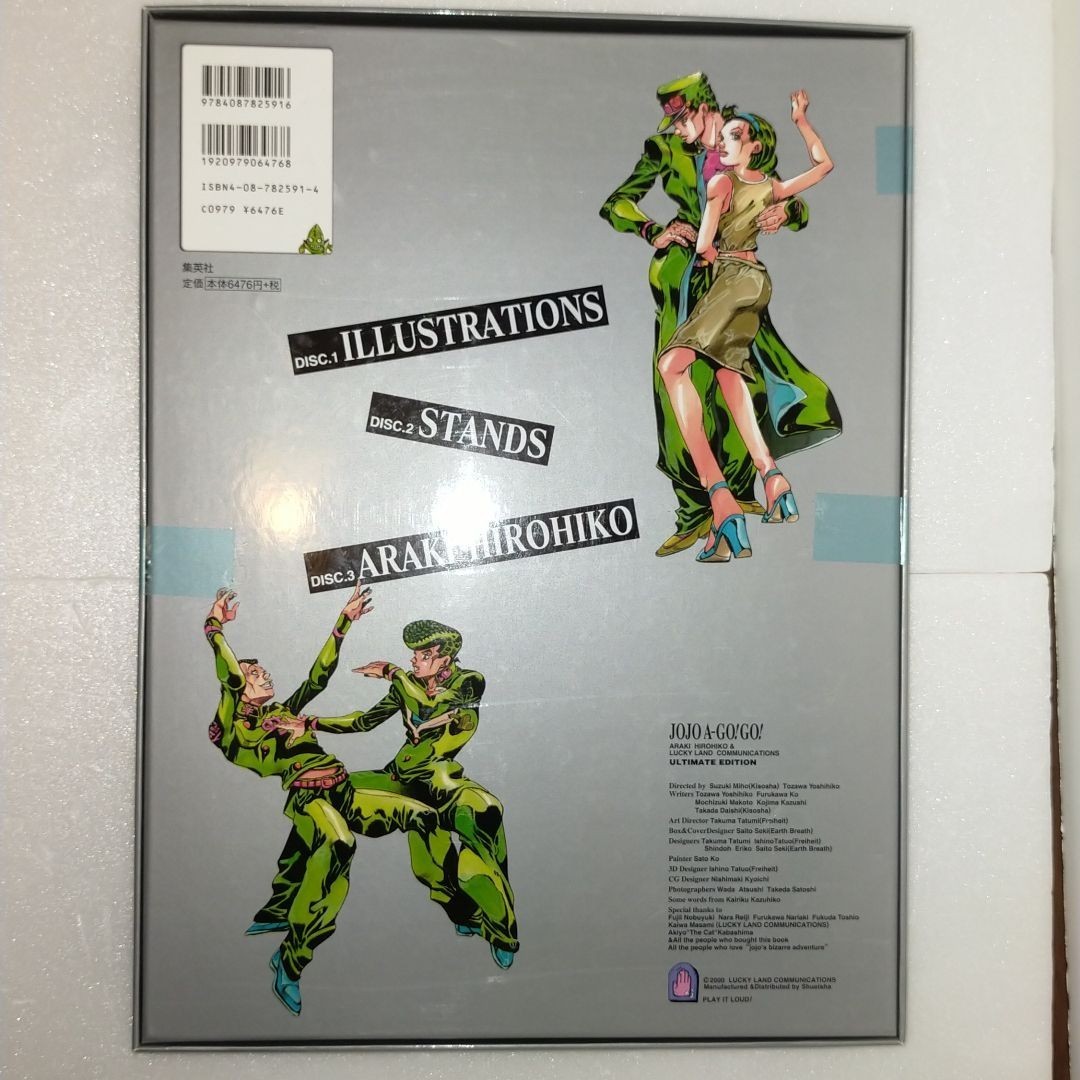 9784087825916
1920979064768
ISBN4-08-782591-4
C0979 ¥6476E
集英社
定価 本体6476円+税
DISC.1 ILLUSTRATIONS
DISC.2 STANDS
DISC.3 ARAKI HIROHIKO
JOJO A-GO!GO!
ARAKI HIROHIKO &
LUCKY LAND COMMUNICATIONS
ULTIMATE EDITION
Directed by Suzuki Miho(Kisosha) Tozawa Yoshihiko
Writers Tozawa Yoshihiko Furukawa Ko
Mochizuki Makoto Kojima Kazushi
Takada Daishi(Kisosha)
Art Director Takuma Tatumi(Freiheit)
Box&CoverDesigner Saito Seki(Earth Breath)
Designers Takuma Tatumi IshinoTatuo(Freiheit)
Shindoh Eriko Saito Seki(Earth Breath)
Painter Sato Ko
3D Designer Ishino Tatuo(Freiheit)
CG Designer Nishimaki Kyoichi
Photographers Wada Atsushi Takeda Satoshi
Some words from Kairiku Kazuhiko
Special thanks to
Fujii Nobuyuki Nara Reiji Furukawa Nariaki Fukuda Toshio
Kaiwa Masami (LUCKY LAND COMMUNICATIONS)
Akiyo"The Cat"Kabashima
&All the people who bought this book
All the people who love "jojo's bizarre adventure"
©2000 LUCKY LAND COMMUNICATIONS
Manufactured &Distributed by Shueisha
PLAY IT LOUD!